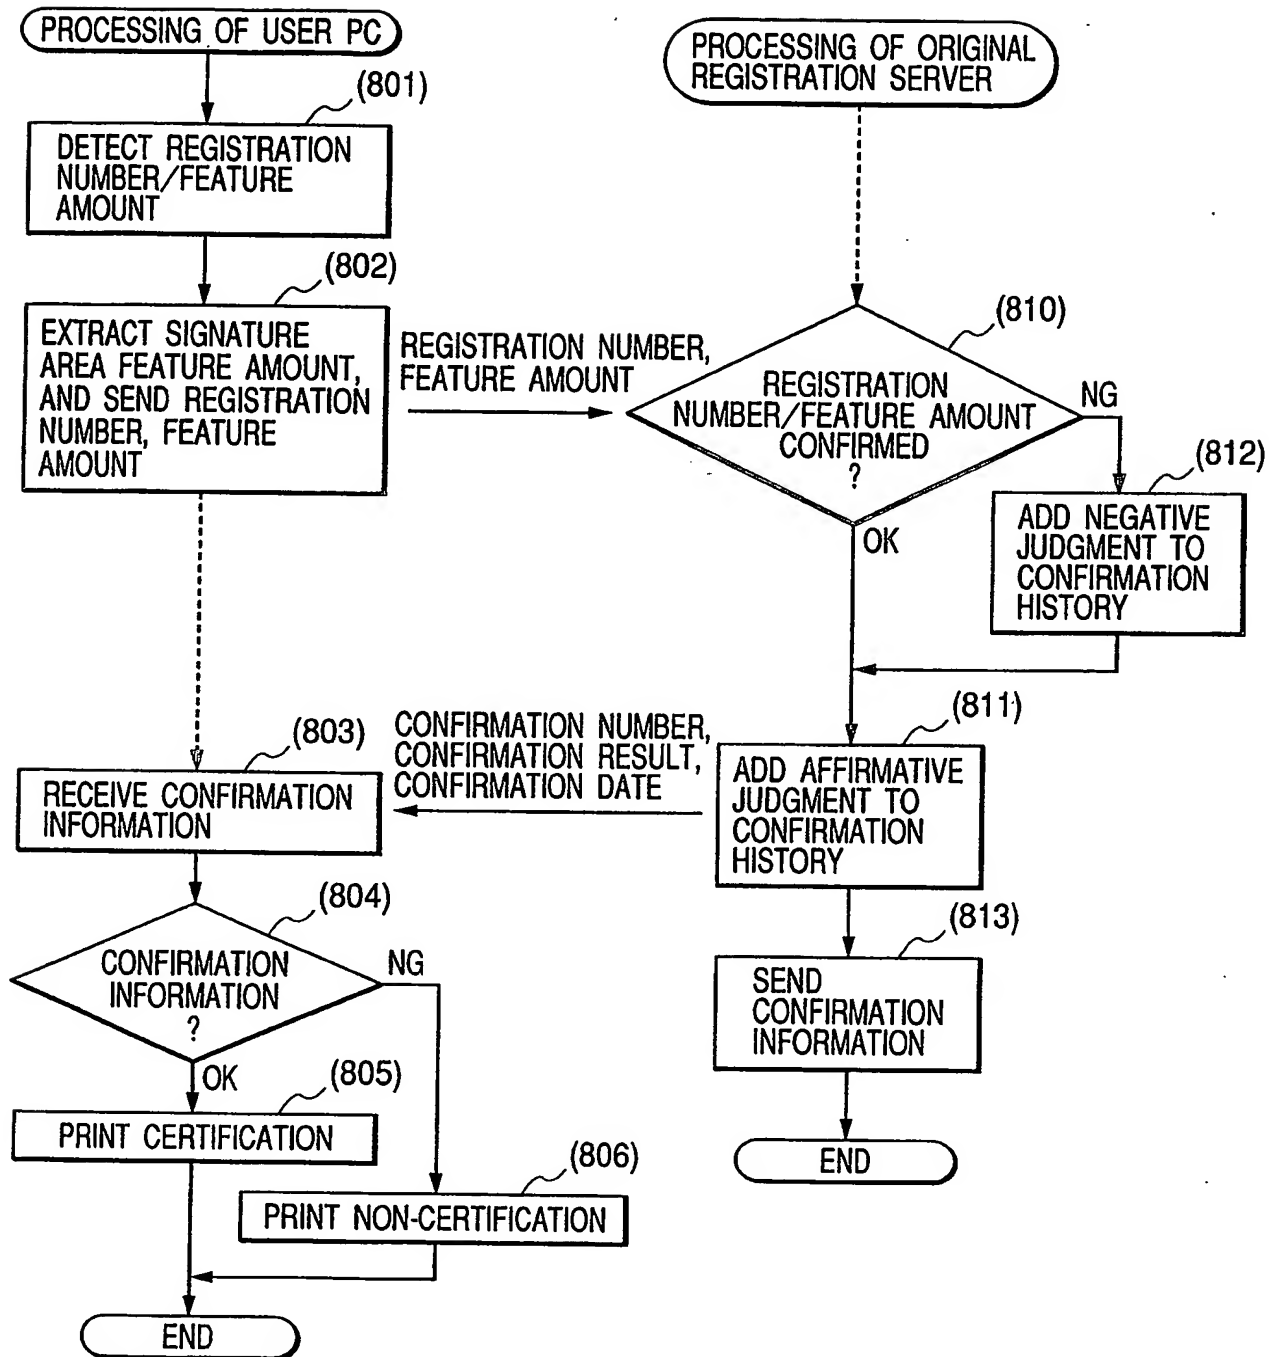 PROCESSING OF USER PC
(801)
DETECT REGISTRATION
NUMBER/FEATURE
AMOUNT
(802)
EXTRACT SIGNATURE
AREA FEATURE AMOUNT,
AND SEND REGISTRATION
NUMBER, FEATURE
AMOUNT
REGISTRATION NUMBER,
FEATURE AMOUNT
PROCESSING OF ORIGINAL
REGISTRATION SERVER
(810)
REGISTRATION
NUMBER/FEATURE AMOUNT
CONFIRMED
?
NG
OK
(812)
ADD NEGATIVE
JUDGMENT TO
CONFIRMATION
HISTORY
(811)
ADD AFFIRMATIVE
JUDGMENT TO
CONFIRMATION
HISTORY
CONFIRMATION NUMBER,
CONFIRMATION RESULT,
CONFIRMATION DATE
(813)
SEND
CONFIRMATION
INFORMATION
END
(803)
RECEIVE CONFIRMATION
INFORMATION
(804)
CONFIRMATION
INFORMATION
?
NG
OK
(805)
PRINT CERTIFICATION
(806)
PRINT NON-CERTIFICATION
END